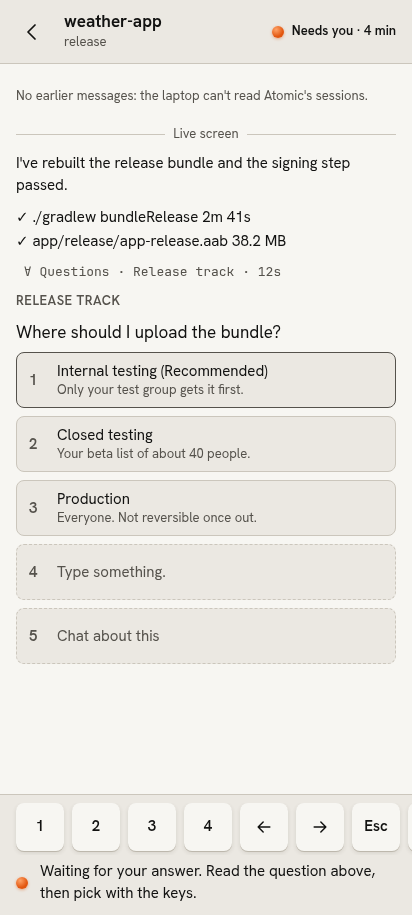 weather-app
release
Needs you · 4 min
No earlier messages: the laptop can't read Atomic's sessions.
Live screen
I've rebuilt the release bundle and the signing step
passed.
✓ ./gradlew bundleRelease 2m 41s
✓ app/release/app-release.aab 38.2 MB
∀ Questions · Release track · 12s
RELEASE TRACK
Where should I upload the bundle?
1 Internal testing (Recommended)
Only your test group gets it first.
2 Closed testing
Your beta list of about 40 people.
3 Production
Everyone. Not reversible once out.
4 Type something.
5 Chat about this
1 2 3 4 ← → Esc
Waiting for your answer. Read the question above,
then pick with the keys.